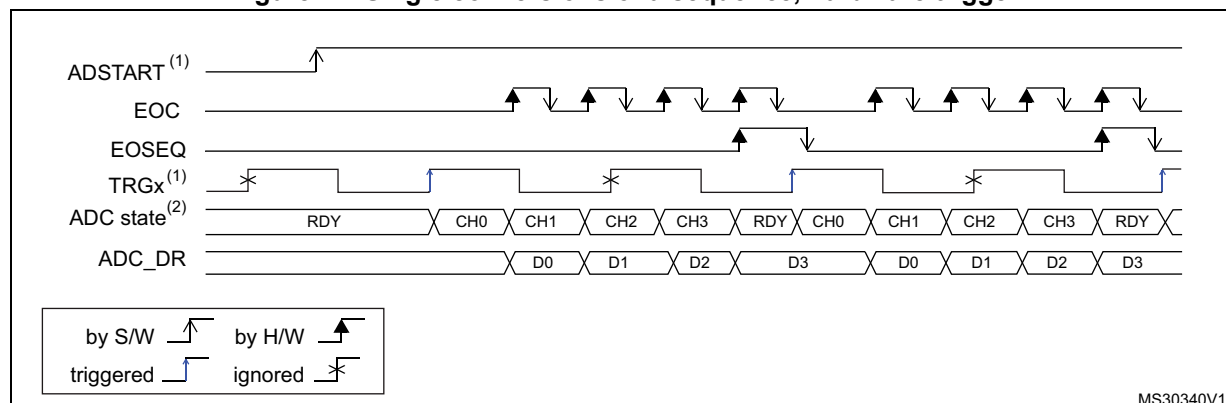 ADSTART (1)
EOC
EOSEQ
TRGx(1)
ADC state(2) RDY CH0 CH1 CH2 CH3 RDY CH0 CH1 CH2 CH3 RDY
ADC_DR D0 D1 D2 D3 D0 D1 D2 D3
by S/W by H/W
triggered ignored
MS30340V1